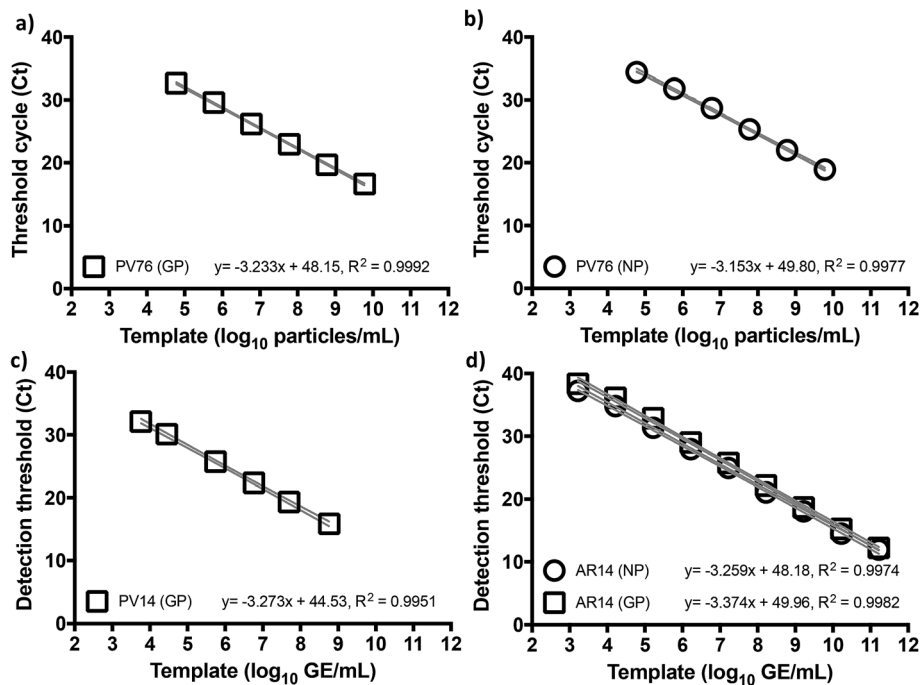 a)
Threshold cycle (Ct)
40
30
20
10
0
PV76 (GP) y= -3.233x + 48.15, R² = 0.9992
2 3 4 5 6 7 8 9 10 11 12
Template (log₁₀ particles/mL)
b)
Threshold cycle (Ct)
40
30
20
10
0
PV76 (NP) y= -3.153x + 49.80, R² = 0.9977
2 3 4 5 6 7 8 9 10 11 12
Template (log₁₀ particles/mL)
c)
Detection threshold (Ct)
40
30
20
10
0
PV14 (GP) y= -3.273x + 44.53, R² = 0.9951
2 3 4 5 6 7 8 9 10 11 12
Template (log₁₀ GE/mL)
d)
Detection threshold (Ct)
40
30
20
10
0
AR14 (NP) y= -3.259x + 48.18, R² = 0.9974
AR14 (GP) y= -3.374x + 49.96, R² = 0.9982
2 3 4 5 6 7 8 9 10 11 12
Template (log₁₀ GE/mL)